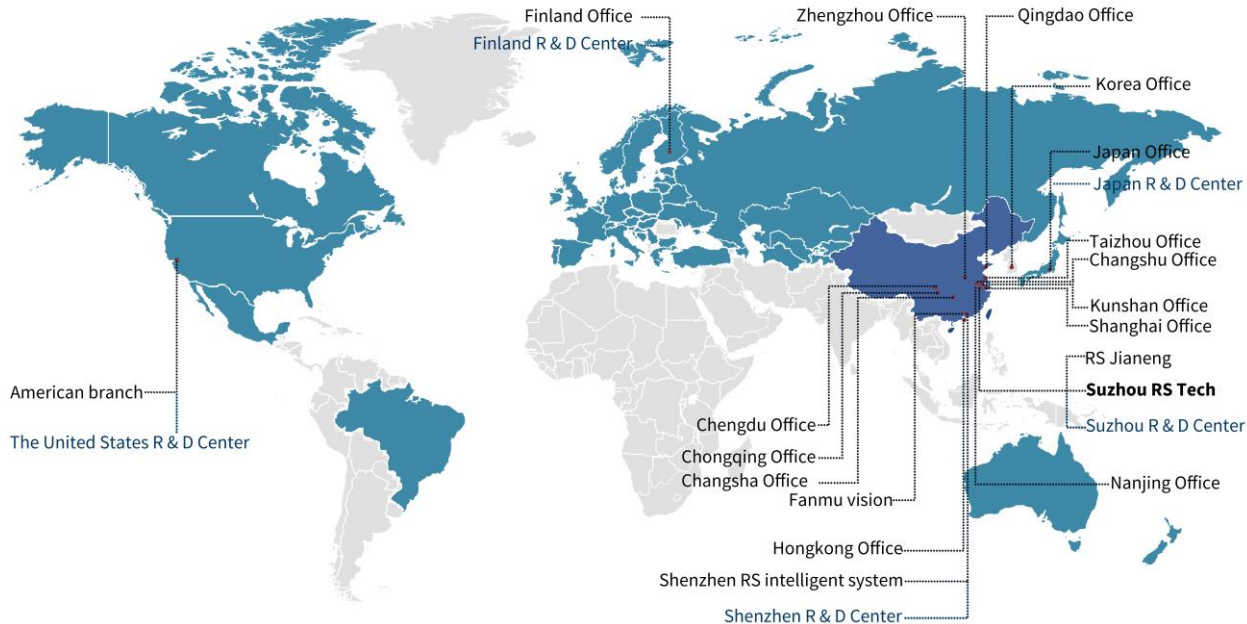 Finland Office
Finland R & D Center
Zhengzhou Office
Qingdao Office
Korea Office
Japan Office
Japan R & D Center
Taizhou Office
Changshu Office
Kunshan Office
Shanghai Office
RS Jianeng
Suzhou RS Tech
Suzhou R & D Center
Nanjing Office
American branch
The United States R & D Center
Chengdu Office
Chongqing Office
Changsha Office
Fanmu vision
Hongkong Office
Shenzhen RS intelligent system
Shenzhen R & D Center